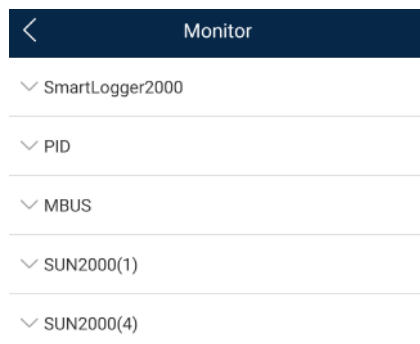 Monitor
SmartLogger2000
PID
MBUS
SUN2000(1)
SUN2000(4)